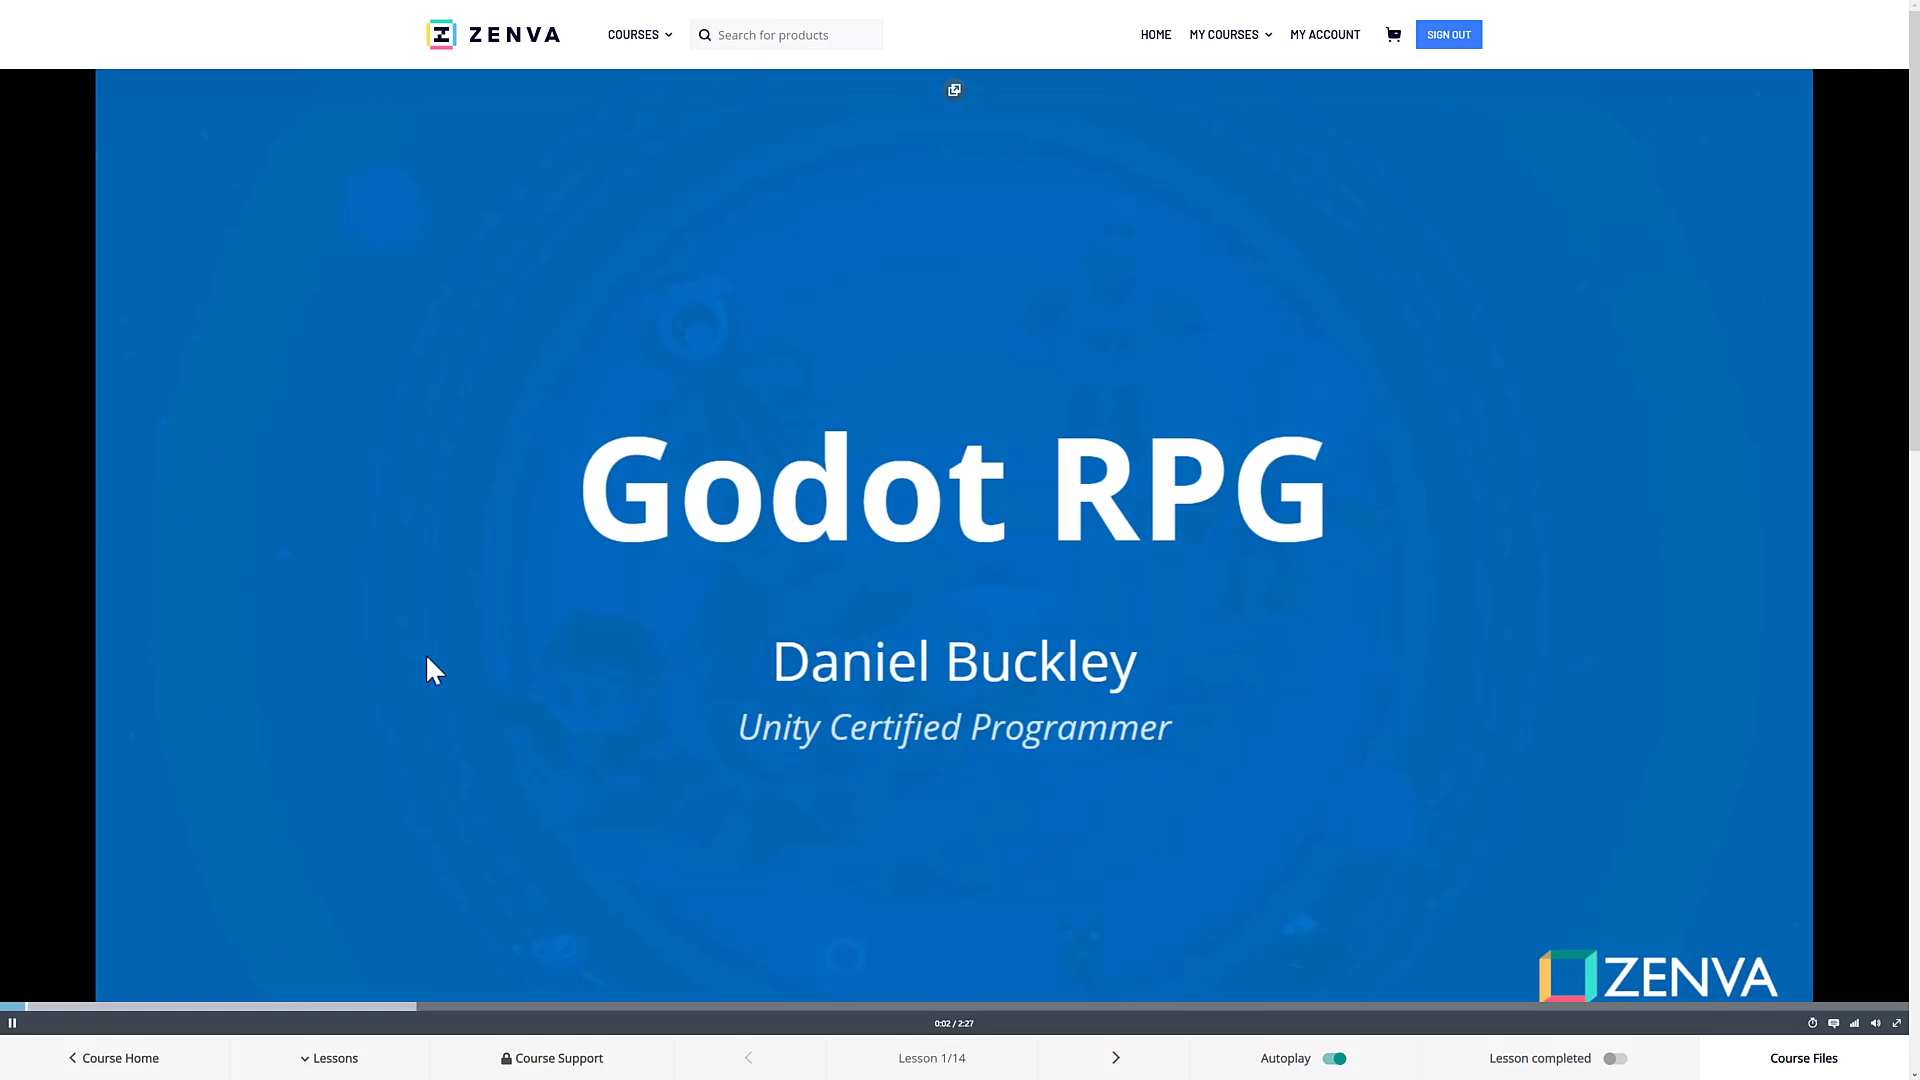 ZENVA
COURSES
Search for products
HOME
MY COURSES
MY ACCOUNT
SIGN OUT
Godot RPG
Daniel Buckley
Unity Certified Programmer
ZENVA
0:02 / 2:27
Course Home
Lessons
Course Support
Lesson 1/14
Autoplay
Lesson completed
Course Files